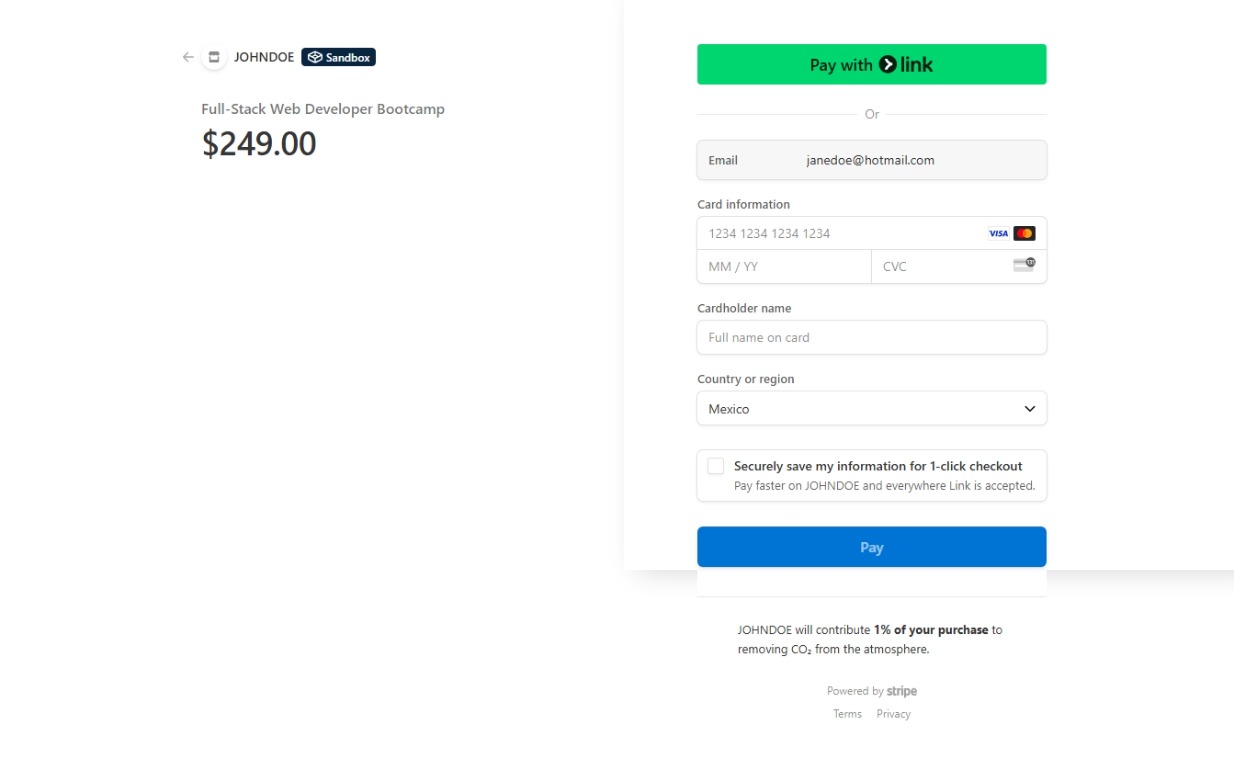 JOHNDOE Sandbox
Full-Stack Web Developer Bootcamp
$249.00
Pay with link
Or
Email janedoe@hotmail.com
Card information
1234 1234 1234 1234 VISA
MM / YY CVC
Cardholder name
Full name on card
Country or region
Mexico
Securely save my information for 1-click checkout
Pay faster on JOHNDOE and everywhere Link is accepted.
Pay
JOHNDOE will contribute 1% of your purchase to
removing CO₂ from the atmosphere.
Powered by stripe
Terms Privacy